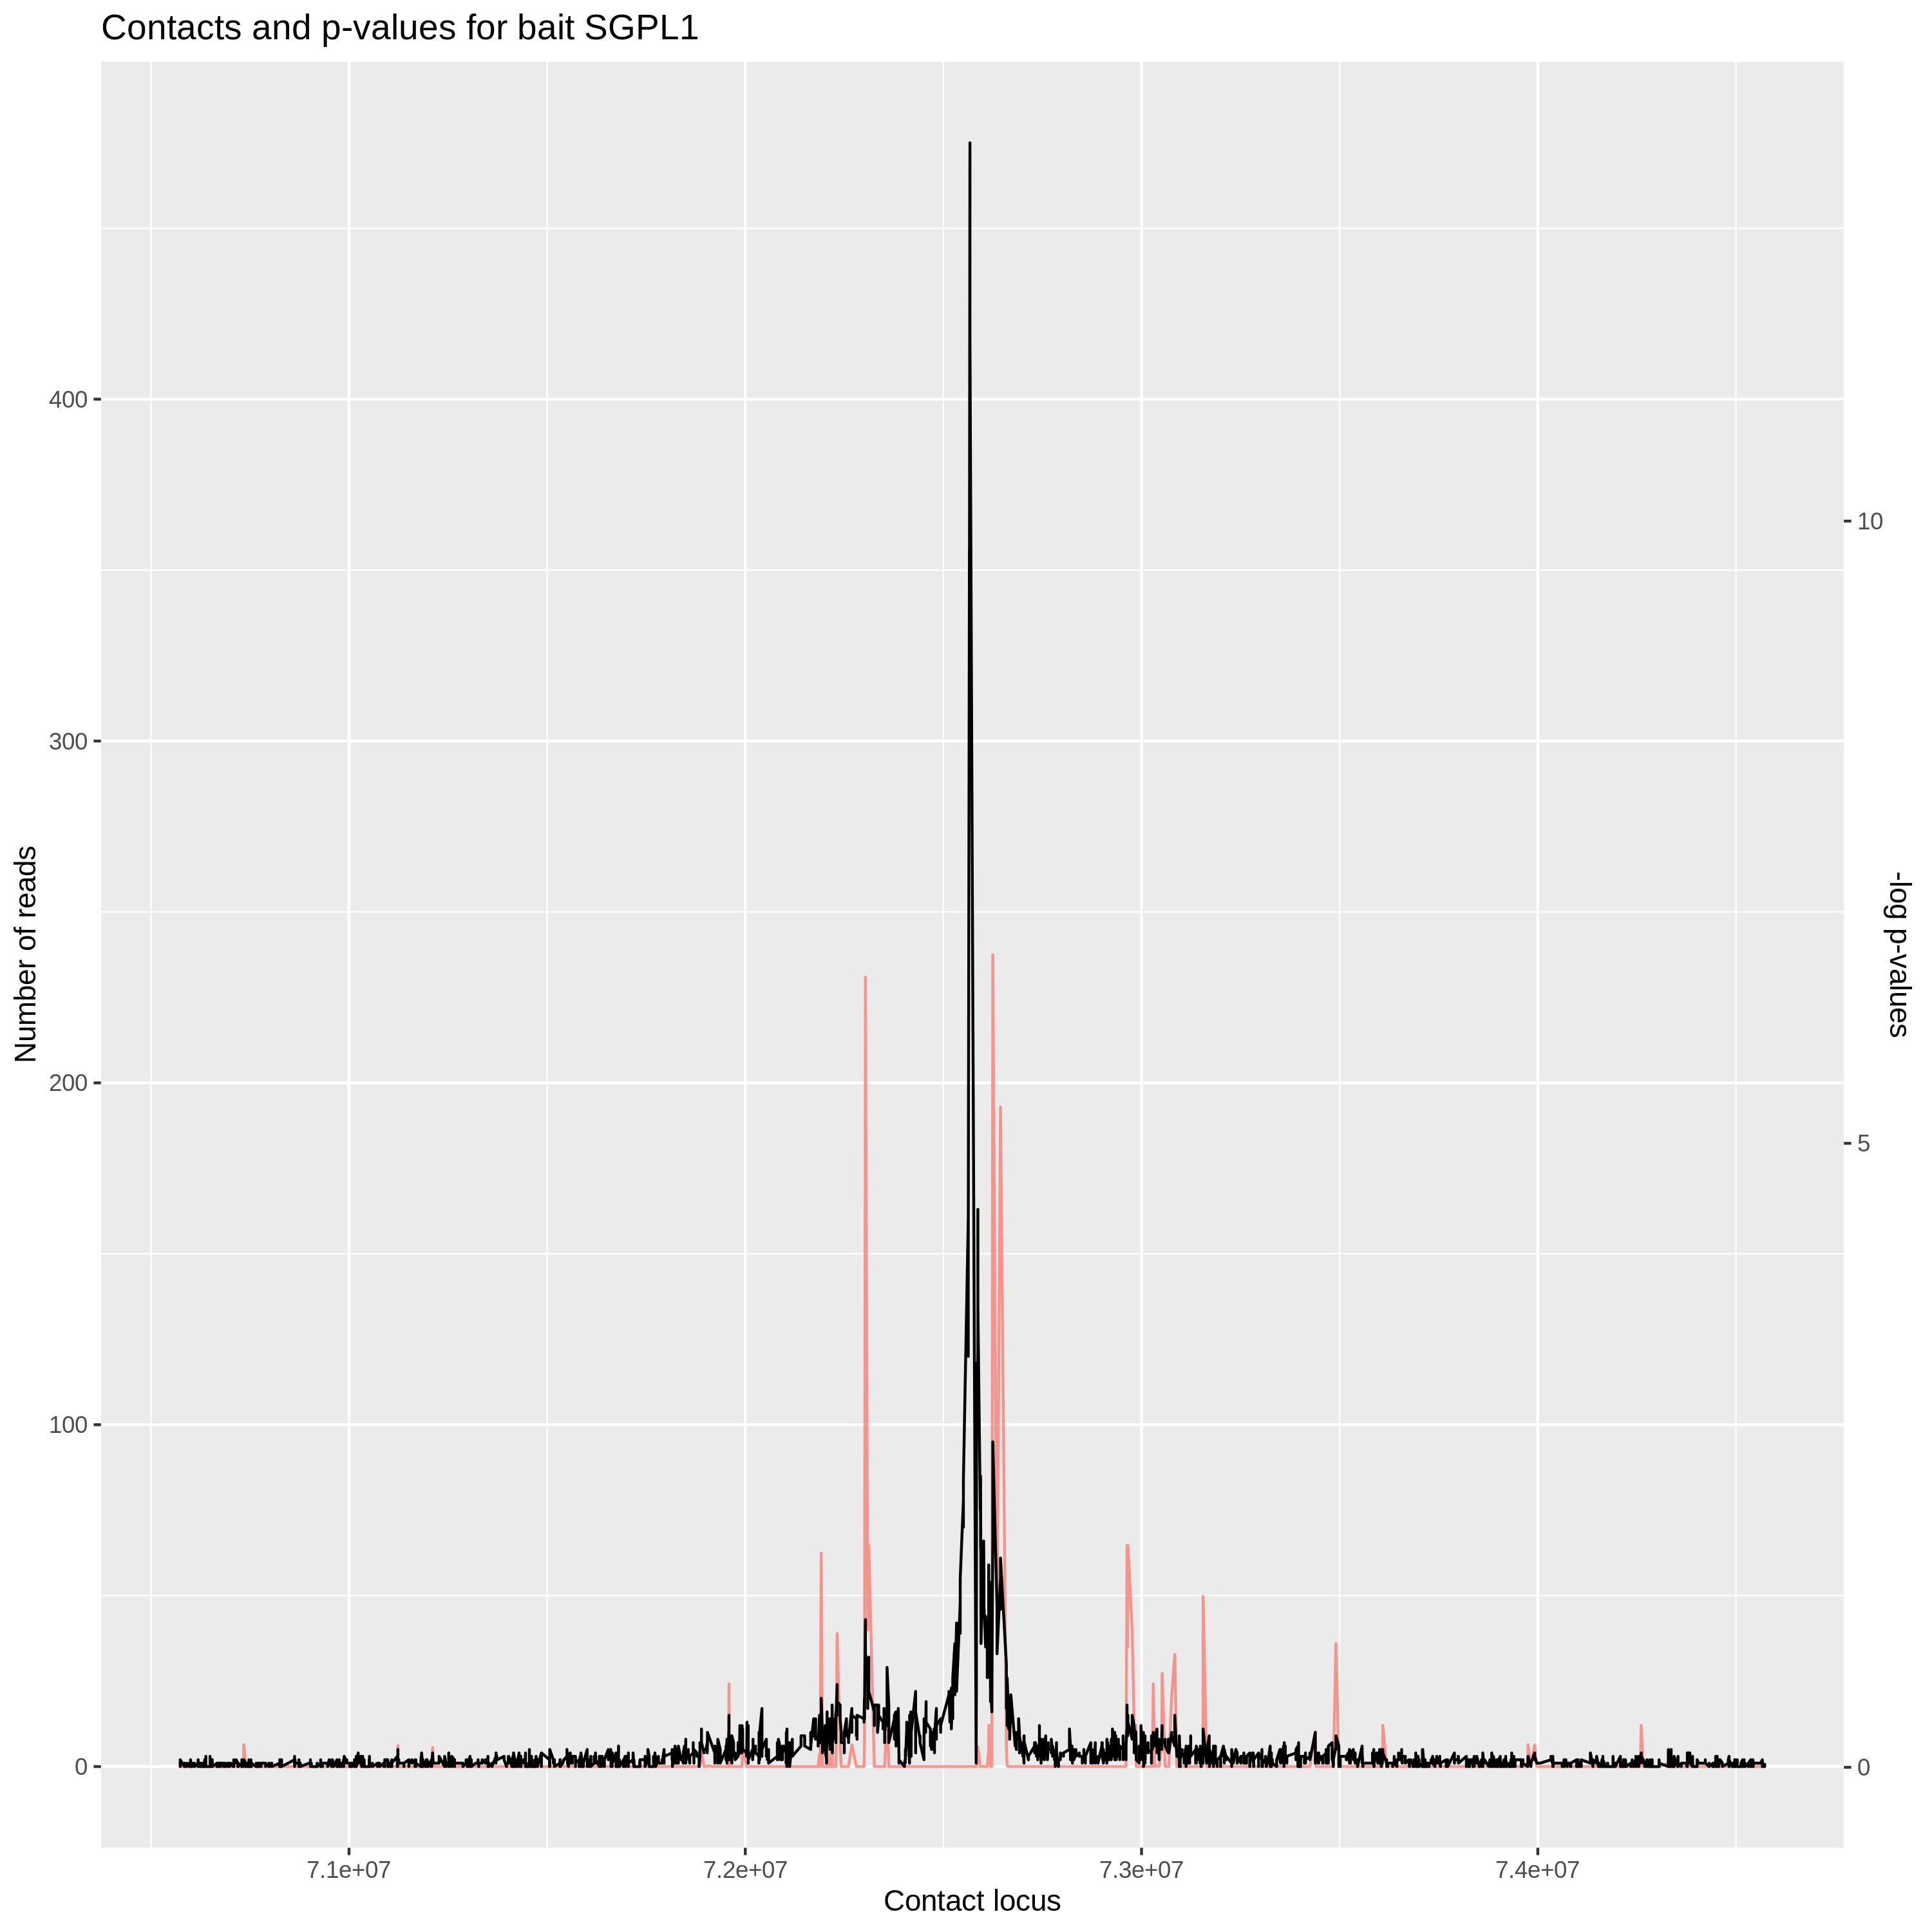 Contacts and p-values for bait SGPL1
Number of reads
400
300
200
100
0
10
5
0
-log p-values
7.1e+07
7.2e+07
7.3e+07
7.4e+07
Contact locus